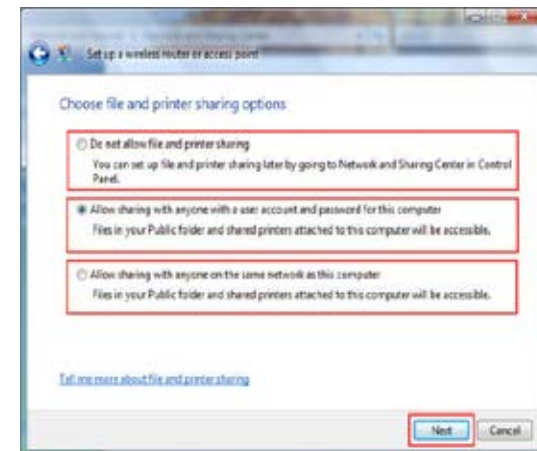 Set up a wireless router or access point
Choose file and printer sharing options
Do not allow file and printer sharing
You can set up file and printer sharing later by going to Network and Sharing Center in Control
Panel.
Allow sharing with anyone with a user account and password for this computer
Files in your Public folder and shared printers attached to this computer will be accessible.
Allow sharing with anyone on the same network as this computer
Files in your Public folder and shared printers attached to this computer will be accessible.
Tell me more about file and printer sharing
Next Cancel